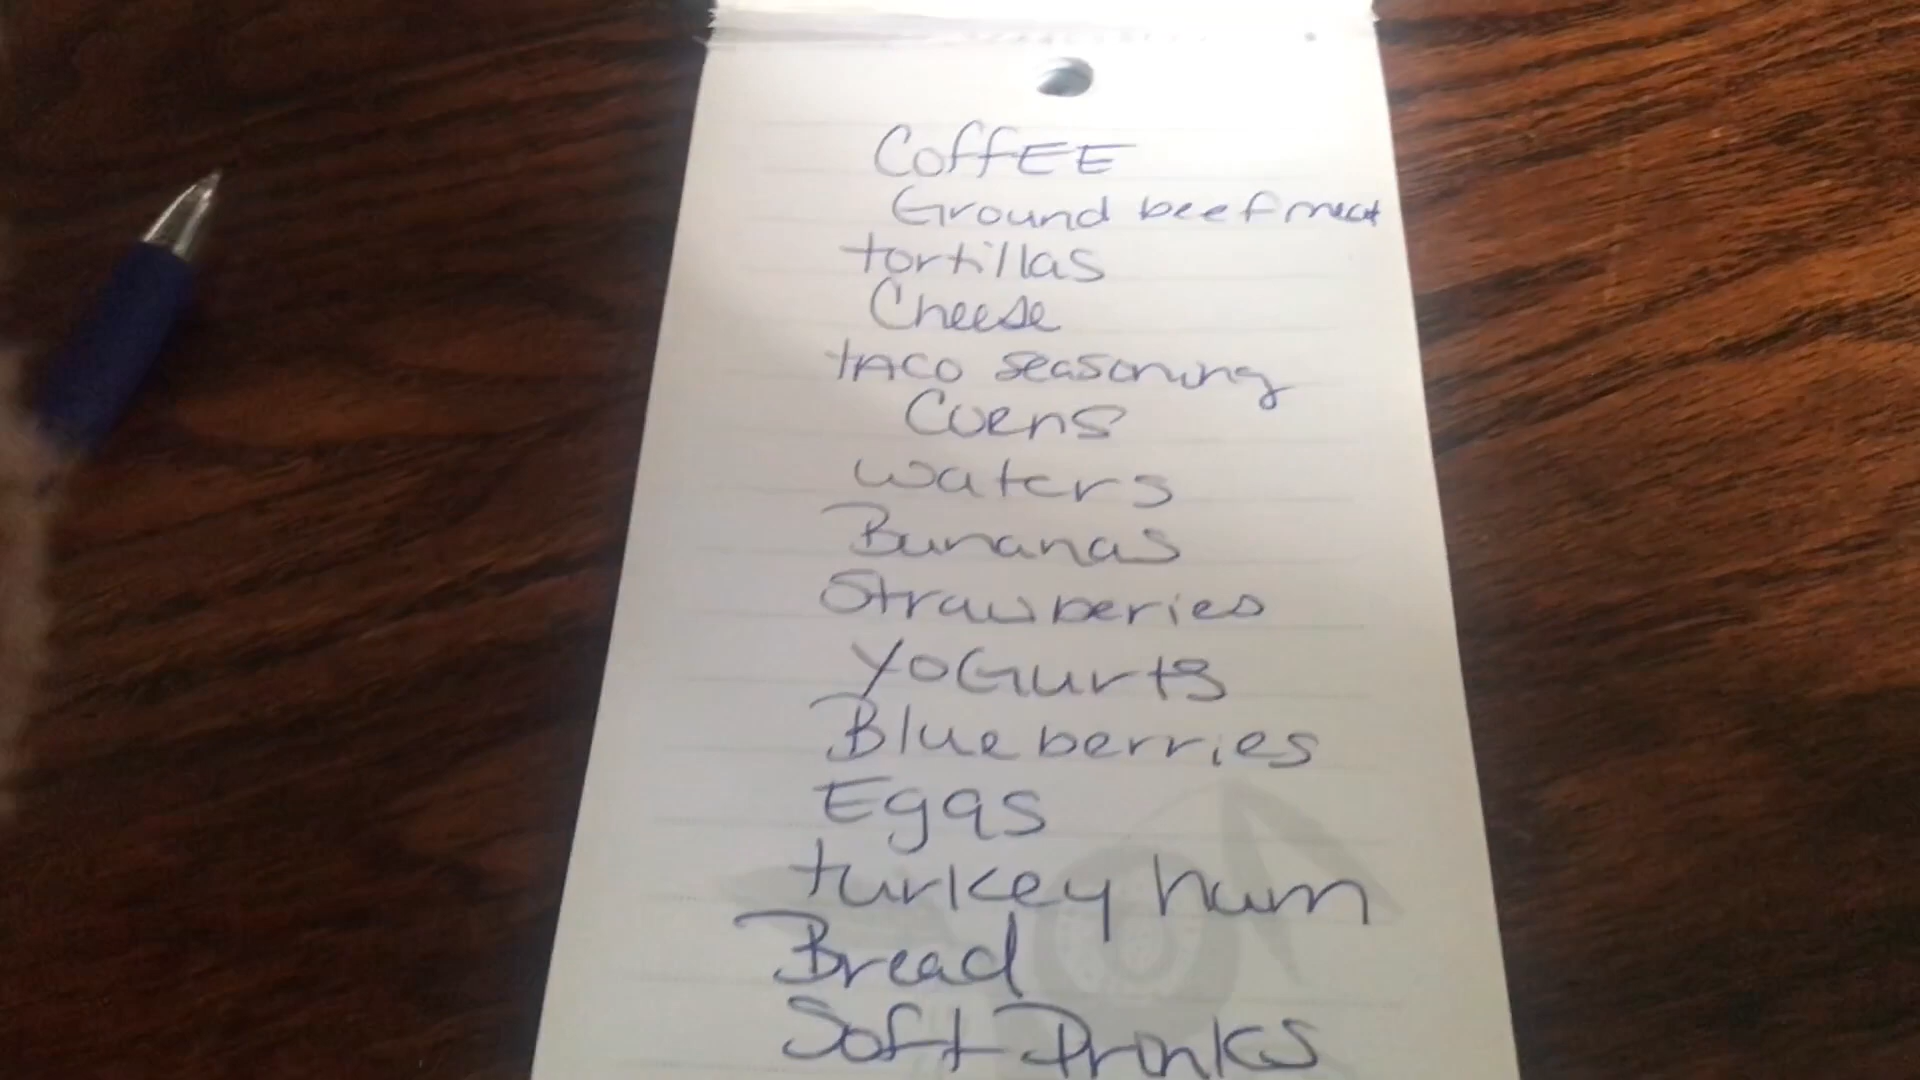 CoffEE
Ground beef meat
tortillas
Cheese
tACO seasoning
Corns
waters
Bananas
Strawberies
YoGurts
Blueberries
Eggs
turkey ham
Bread
Soft Drinks